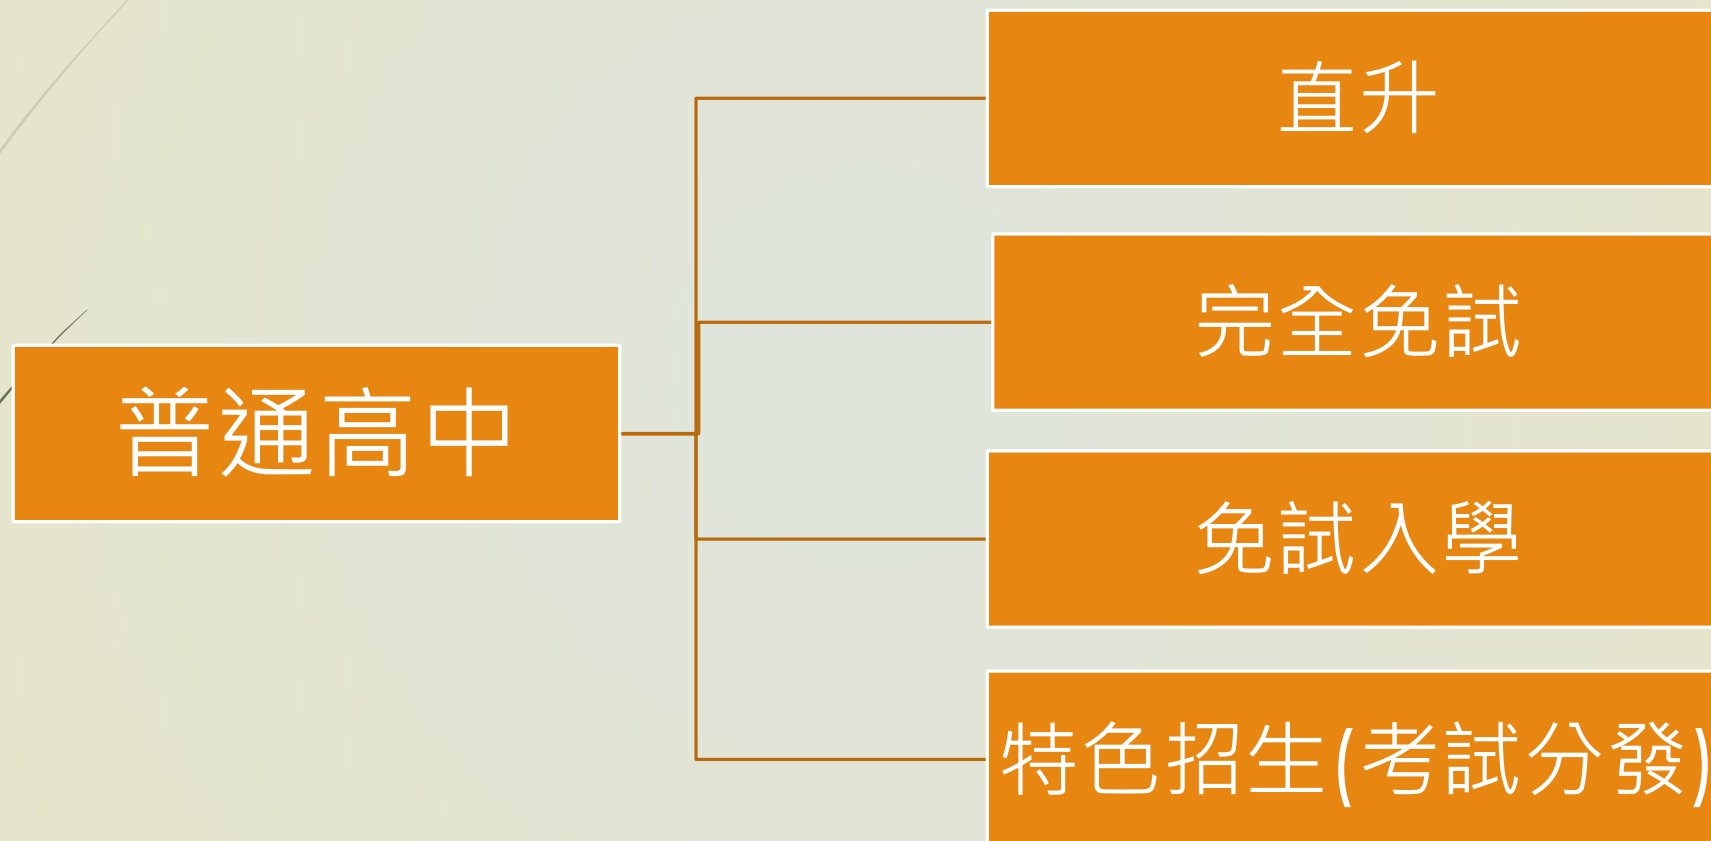 直升
完全免試
普通高中
免試入學
特色招生(考試分發)